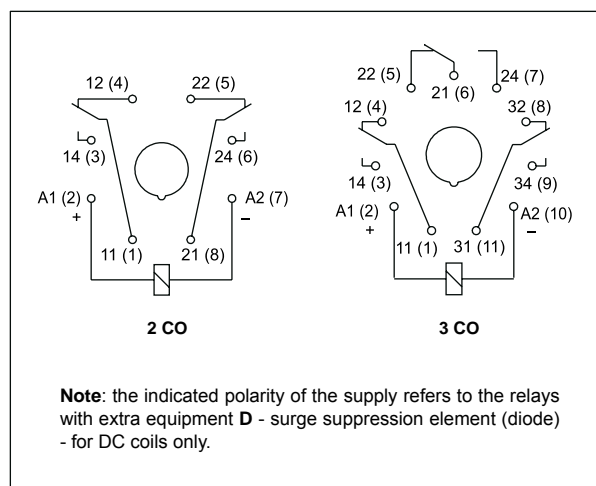 12 (4) 22 (5)
14 (3) 24 (6)
A1 (2) A2 (7)
+ –
11 (1) 21 (8)
2 CO
22 (5) 21 (6) 24 (7)
12 (4) 32 (8)
14 (3) 34 (9)
A1 (2) A2 (10)
+ –
11 (1) 31 (11)
3 CO
Note: the indicated polarity of the supply refers to the relays
with extra equipment D - surge suppression element (diode)
- for DC coils only.